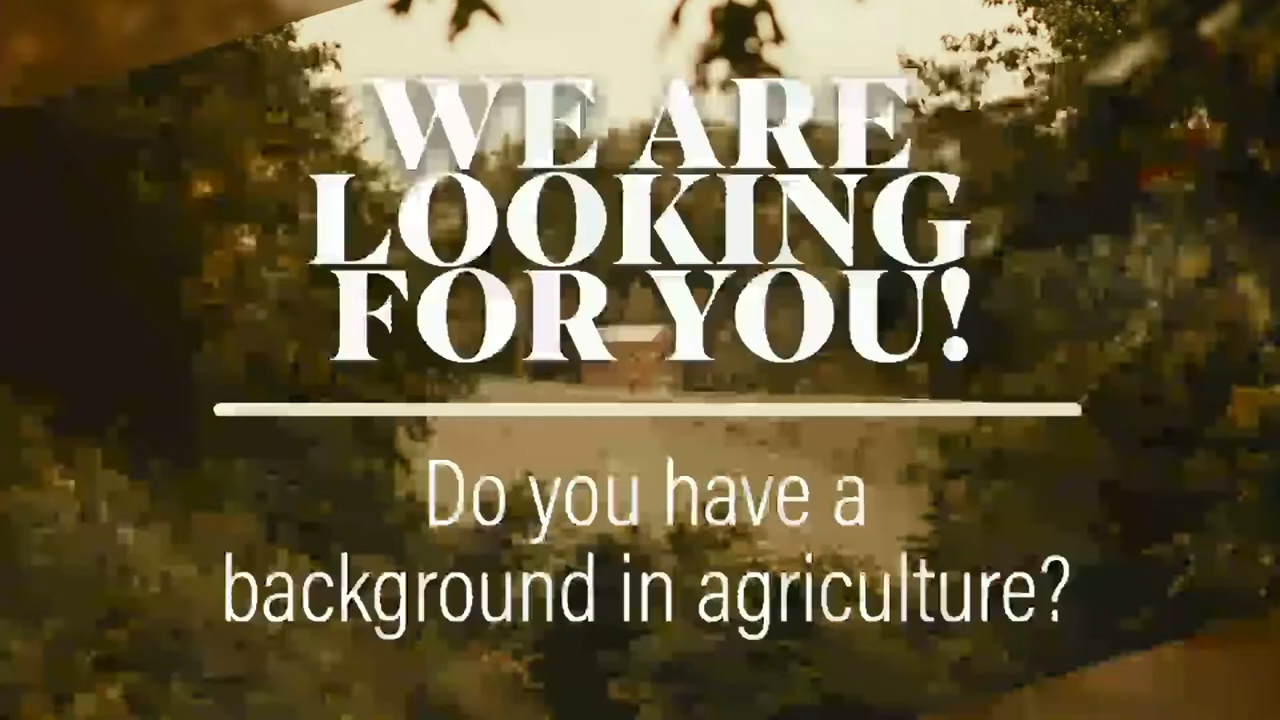 WE ARE
LOOKING
FOR YOU!
Do you have a
background in agriculture?